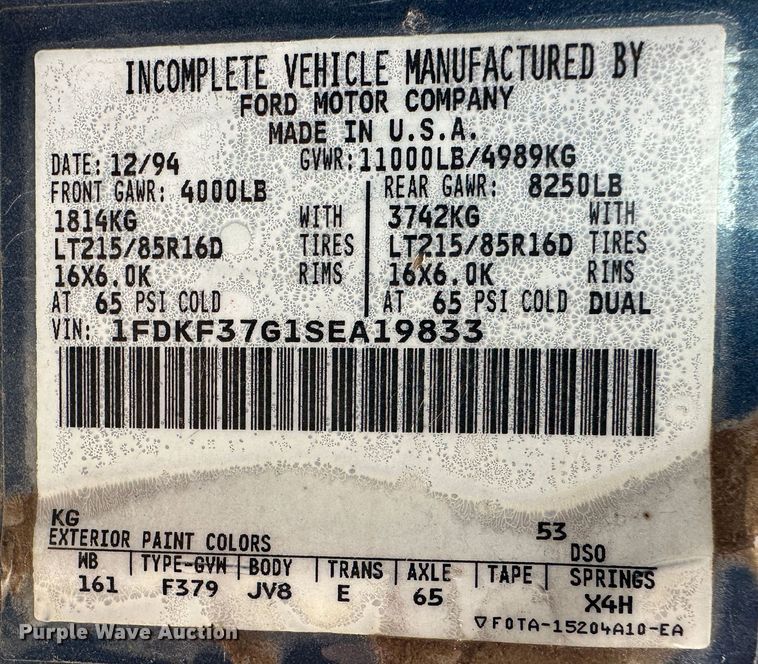 INCOMPLETE VEHICLE MANUFACTURED BY
FORD MOTOR COMPANY
MADE IN U.S.A.
DATE: 12/94 GVWR: 11000LB/4989KG
FRONT GAWR: 4000LB REAR GAWR: 8250LB
1814KG WITH 3742KG WITH
LT215/85R16D TIRES LT215/85R16D TIRES
16X6.0K RIMS 16X6.0K RIMS
AT 65 PSI COLD AT 65 PSI COLD DUAL
VIN: 1FDKF37G1SEA19833
KG 53
EXTERIOR PAINT COLORS DSO
WB TYPE-GVW BODY TRANS AXLE TAPE SPRINGS
161 F379 JV8 E 65 X4H
▽F0TA-15204A10-EA
Purple Wave Auction